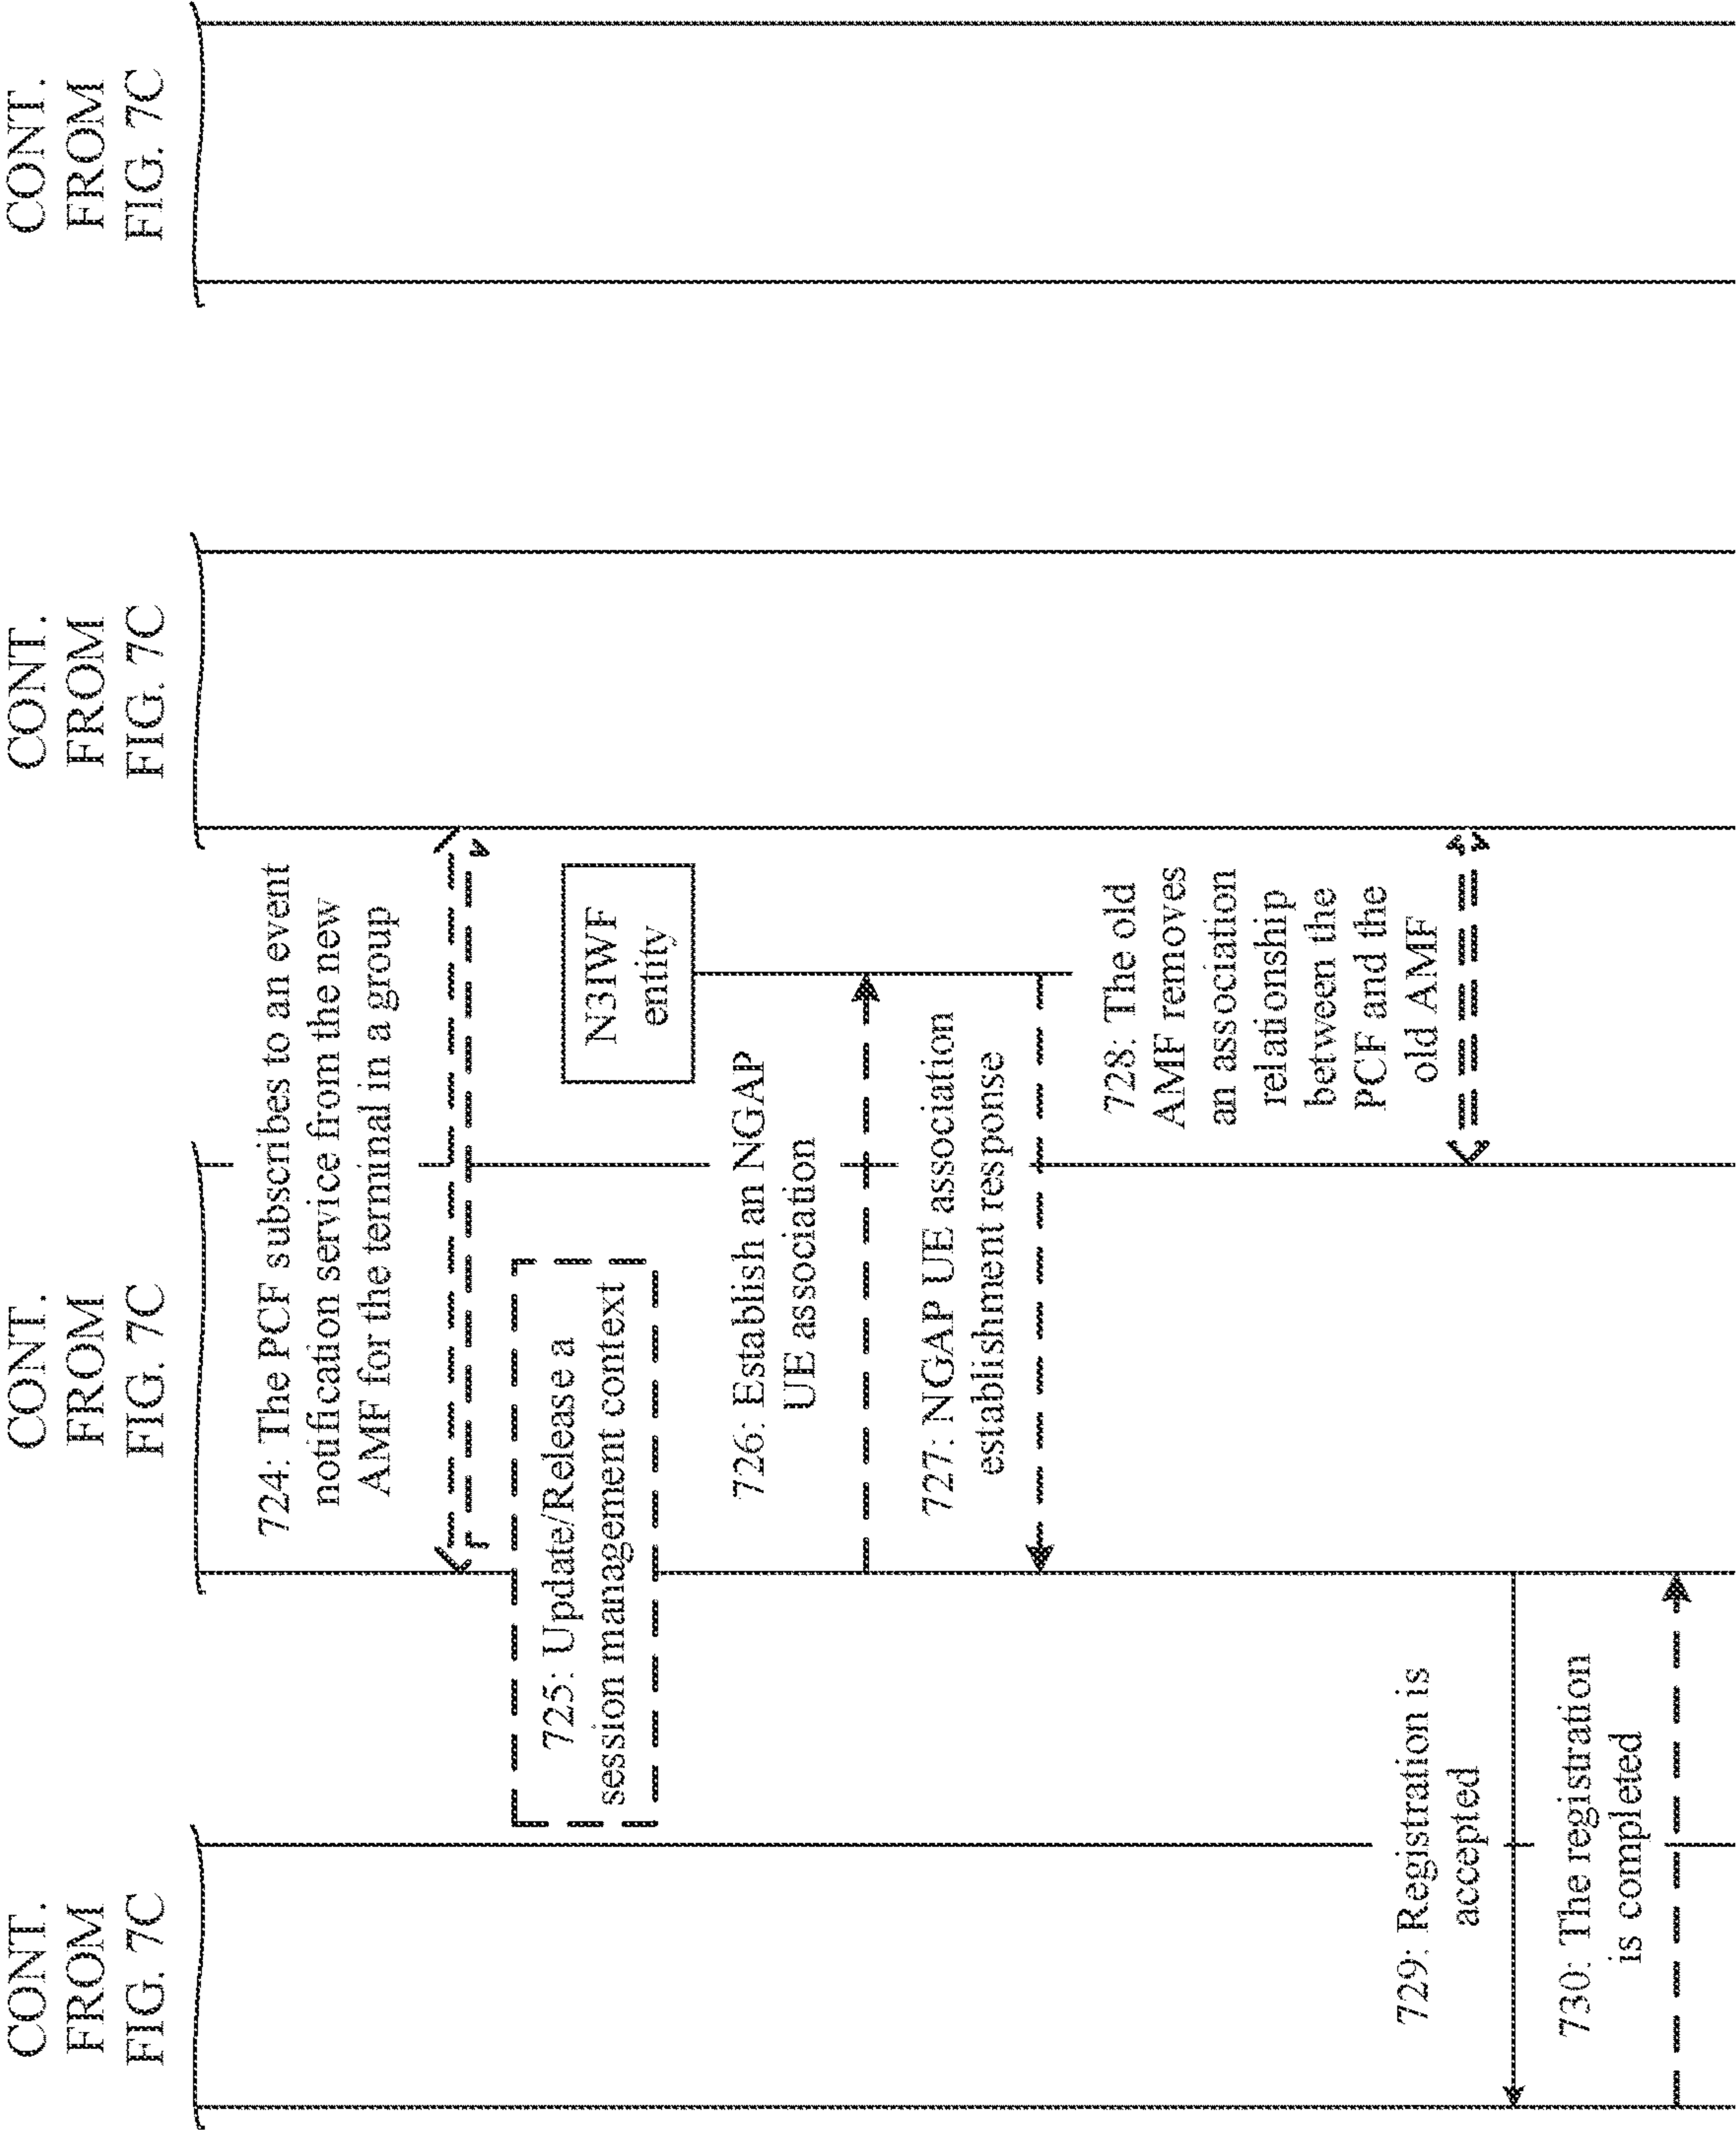 CONT.
FROM
FIG. 7C
CONT.
FROM
FIG. 7C
CONT.
FROM
FIG. 7C
CONT.
FROM
FIG. 7C
724: The PCF subscribes to an event
notification service from the new
AMF for the terminal in a group
725: Update/Release a
session management context
N3IWF
entity
726: Establish an NGAP
UE association
727: NGAP UE association
establishment response
728: The old
AMF removes
an association
relationship
between the
PCF and the
old AMF
729: Registration is
accepted
730: The registration
is completed